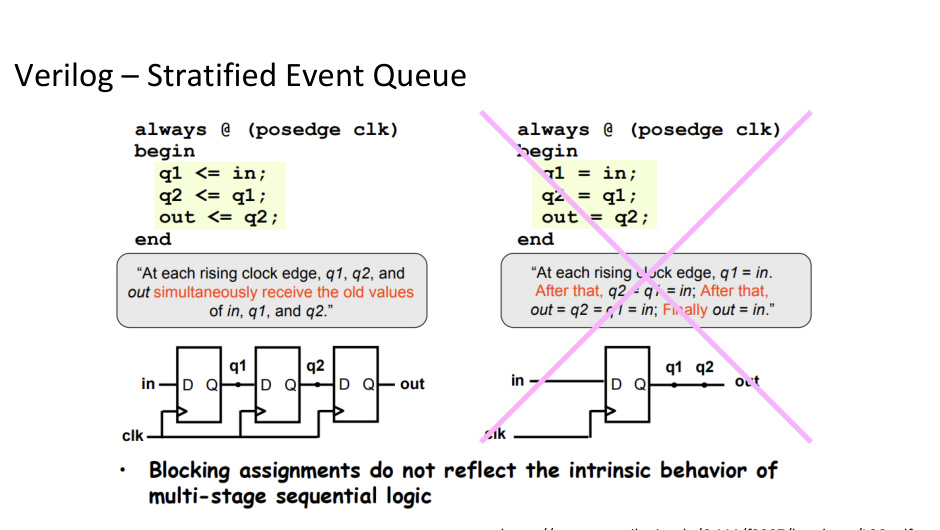 Verilog – Stratified Event Queue
always @ (posedge clk)
begin
q1 <= in;
q2 <= q1;
out <= q2;
end
“At each rising clock edge, q1, q2, and
out simultaneously receive the old values
of in, q1, and q2.”
in D Q q1 D Q q2 D Q out
clk
always @ (posedge clk)
begin
q1 = in;
q2 = q1;
out = q2;
end
“At each rising clock edge, q1 = in.
After that, q2 = q1 = in; After that,
out = q2 = q1 = in; Finally out = in.”
in D Q q1 q2 out
clk
• Blocking assignments do not reflect the intrinsic behavior of
multi-stage sequential logic